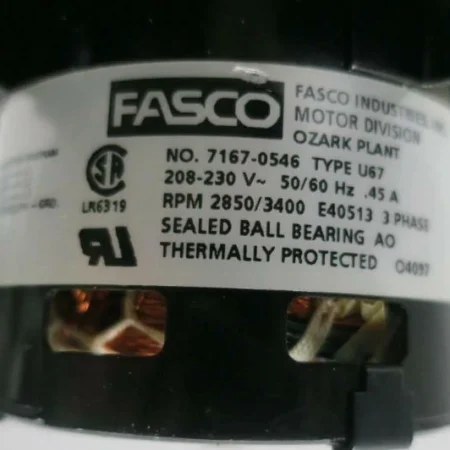 FASCO
FASCO INDUSTRIES, INC.
MOTOR DIVISION
OZARK PLANT
NO. 7167-0546 TYPE U67
208-230 V~ 50/60 Hz .45 A
RPM 2850/3400 E40513 3 PHASE
SEALED BALL BEARING AO
THERMALLY PROTECTED O4097
LR6319